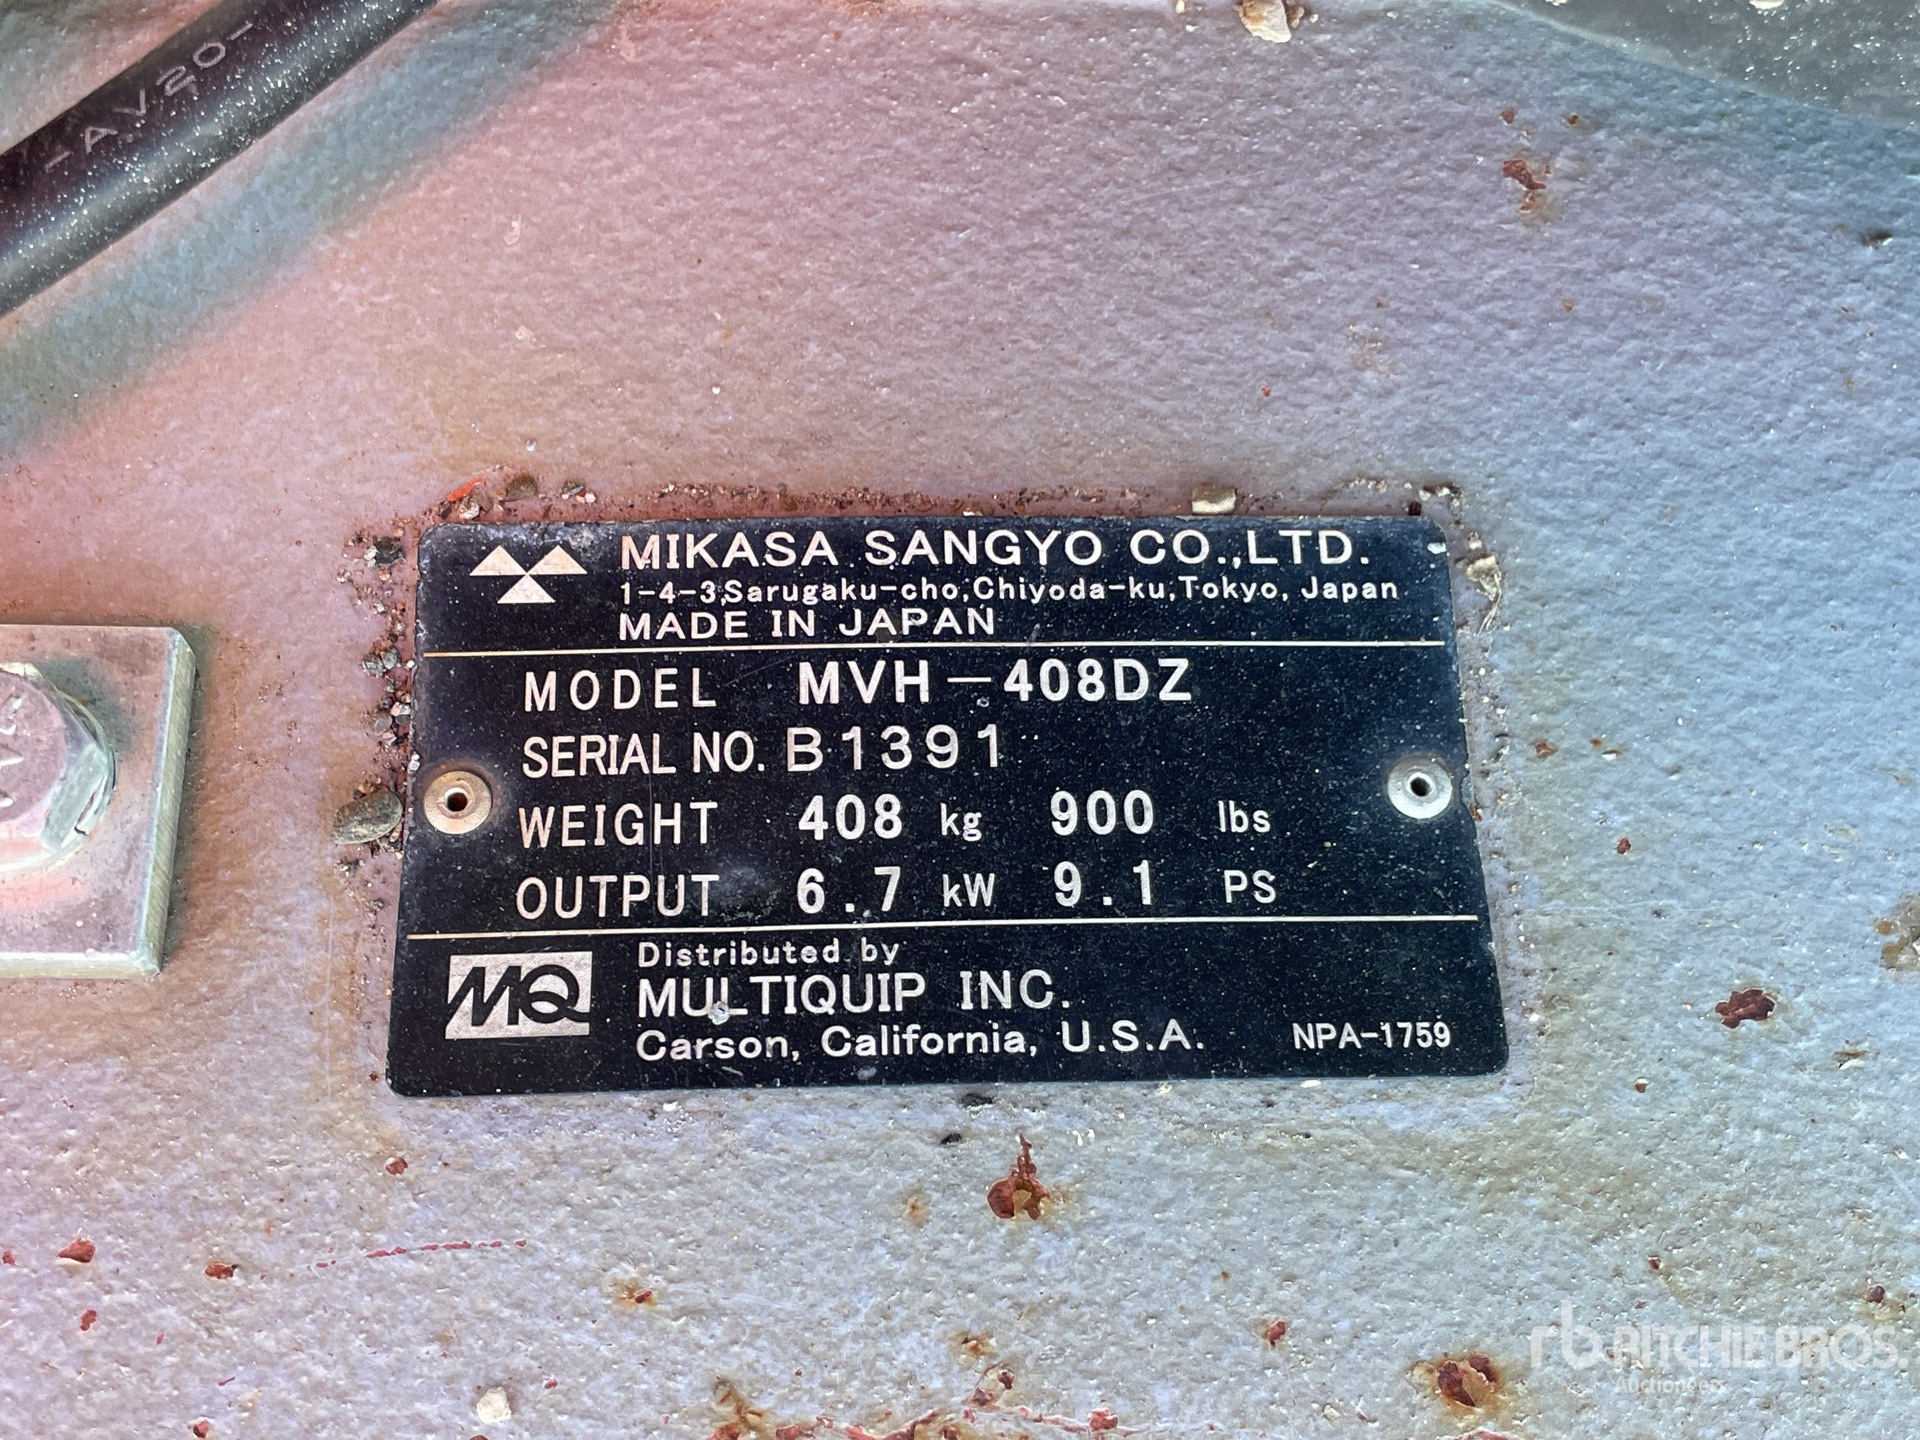 -AV20-
MIKASA SANGYO CO.,LTD.
1-4-3,Sarugaku-cho,Chiyoda-ku,Tokyo, Japan
MADE IN JAPAN
MODEL MVH-408DZ
SERIAL NO. B1391
WEIGHT 408 kg 900 lbs
OUTPUT 6.7 kW 9.1 PS
MQ
Distributed by
MULTIQUIP INC.
Carson, California, U.S.A. NPA-1759
rb RITCHIE BROS.
Auctioneers